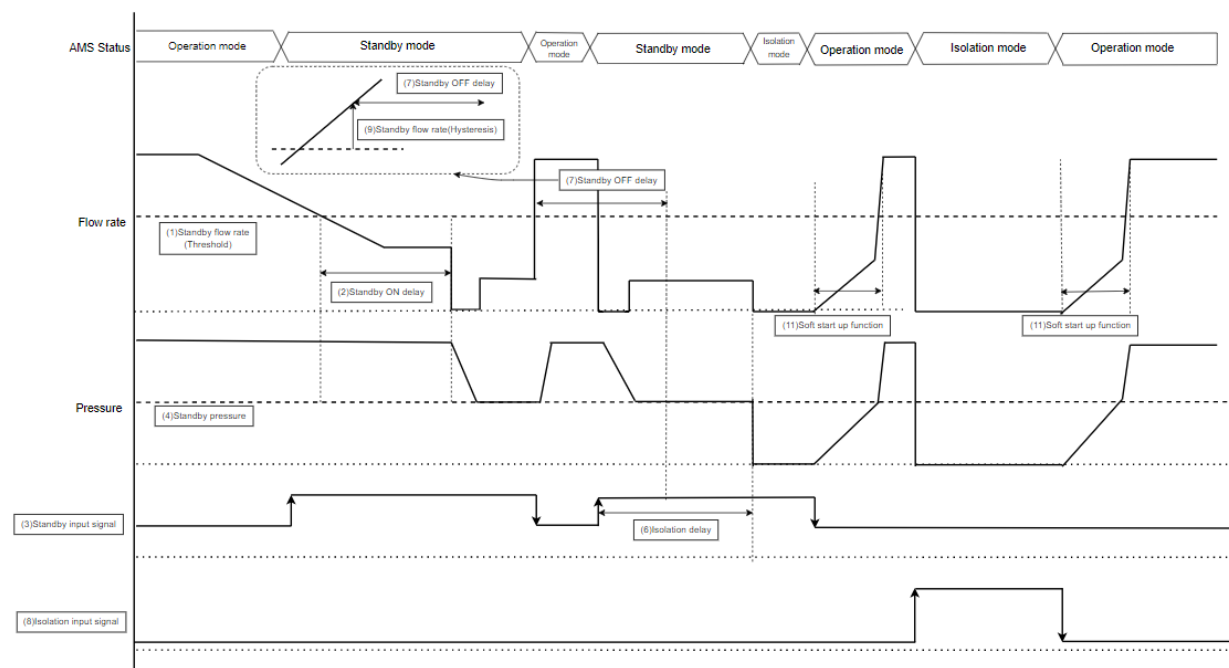 AMS Status
Operation mode
Standby mode
Operation
mode
Standby mode
Isolation
mode
Operation mode
Isolation mode
Operation mode
(7)Standby OFF delay
(9)Standby flow rate(Hysteresis)
(7)Standby OFF delay
Flow rate
(1)Standby flow rate
(Threshold)
(2)Standby ON delay
(11)Soft start up function
(11)Soft start up function
Pressure
(4)Standby pressure
(3)Standby input signal
(6)Isolation delay
(8)Isolation input signal